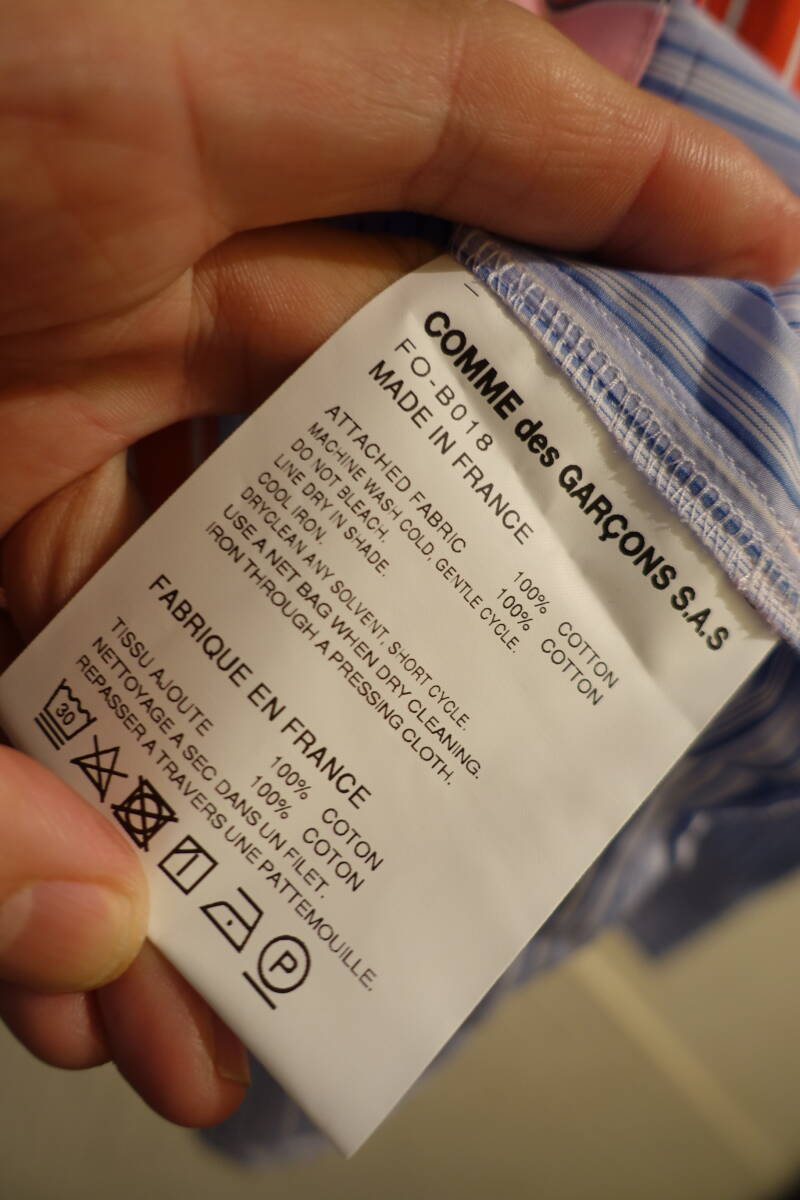 COMME des GARÇONS S.A.S
FO-B018
MADE IN FRANCE
100% COTTON
ATTACHED FABRIC 100% COTTON
MACHINE WASH COLD, GENTLE CYCLE.
DO NOT BLEACH.
LINE DRY IN SHADE.
COOL IRON.
DRYCLEAN ANY SOLVENT, SHORT CYCLE.
USE A NET BAG WHEN DRY CLEANING.
IRON THROUGH A PRESSING CLOTH.
FABRIQUE EN FRANCE
100% COTON
TISSU AJOUTE 100% COTON
NETTOYAGE A SEC DANS UN FILET.
REPASSER A TRAVERS UNE PATTEMOUILLE.
30
P